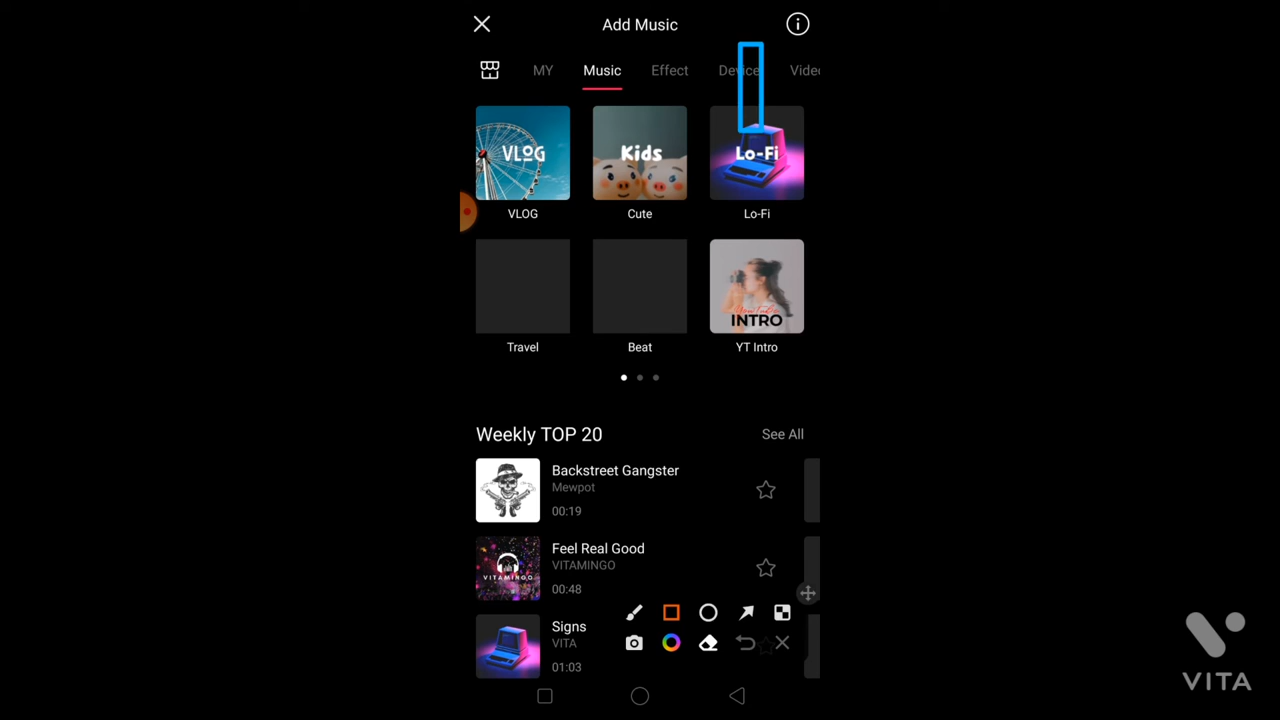 Add Music
MY Music Effect Device Vide
VLOG Kids Lo-Fi
VLOG Cute Lo-Fi
INTRO
Travel Beat YT Intro
Weekly TOP 20 See All
Backstreet Gangster
Mewpot
00:19
Feel Real Good
VITAMINGO
VITAMINGO
00:48
Signs
VITA
01:03
VITA